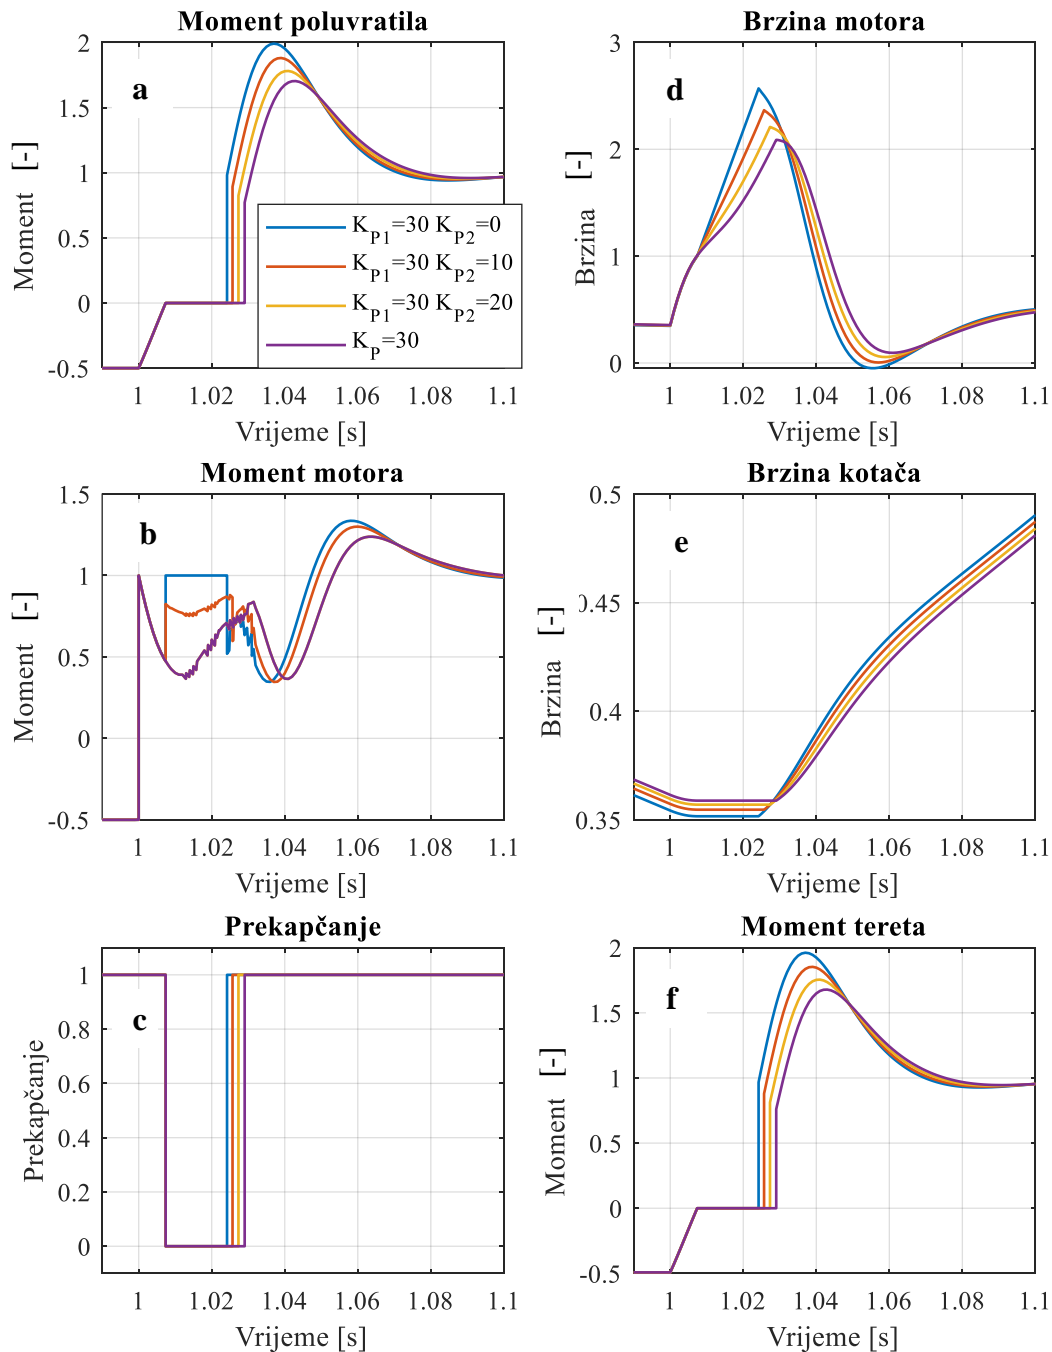 Moment poluvratila
a
2
1.5
1
0.5
0
-0.5
Moment [-]
1 1.02 1.04 1.06 1.08 1.1
Vrijeme [s]
K_P1=30 K_P2=0
K_P1=30 K_P2=10
K_P1=30 K_P2=20
K_P=30
Brzina motora
d
3
2
1
0
Brzina [-]
1 1.02 1.04 1.06 1.08 1.1
Vrijeme [s]
Moment motora
b
1.5
1
0.5
0
-0.5
Moment [-]
1 1.02 1.04 1.06 1.08 1.1
Vrijeme [s]
Brzina kotača
e
0.5
0.45
0.4
0.35
Brzina [-]
1 1.02 1.04 1.06 1.08 1.1
Vrijeme [s]
Prekapčanje
c
1
0.8
0.6
0.4
0.2
0
Prekapčanje
1 1.02 1.04 1.06 1.08 1.1
Vrijeme [s]
Moment tereta
f
2
1.5
1
0.5
0
-0.5
Moment [-]
1 1.02 1.04 1.06 1.08 1.1
Vrijeme [s]